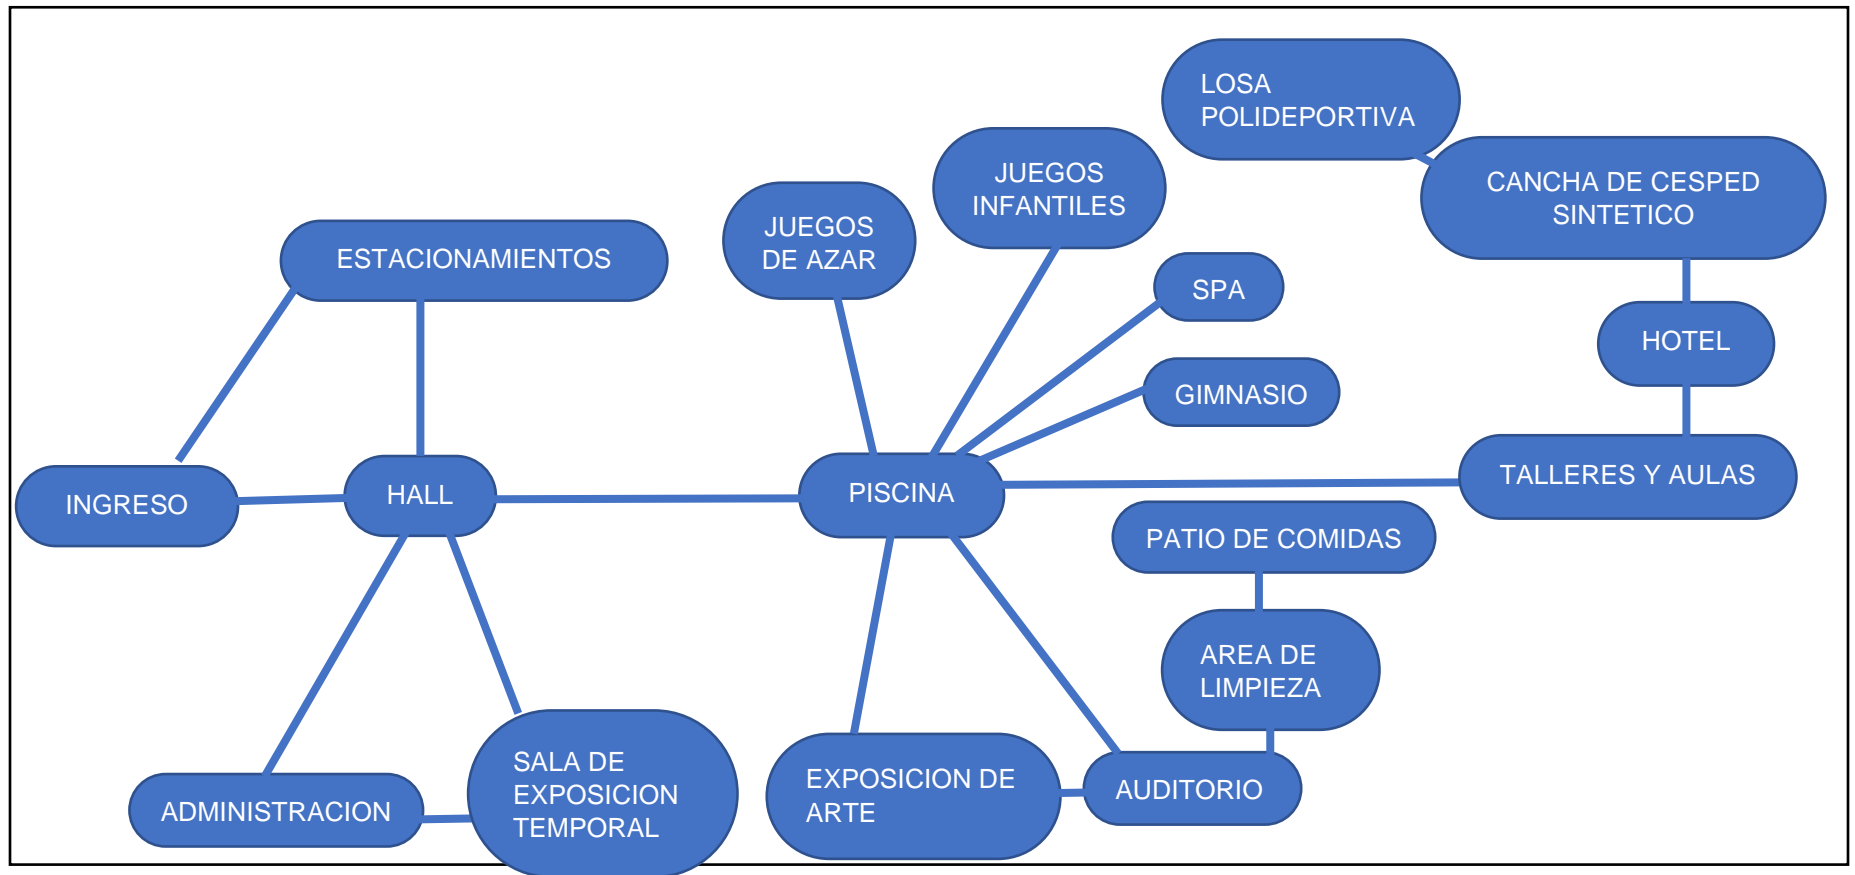 LOSA
POLIDEPORTIVA
JUEGOS
INFANTILES
CANCHA DE CESPED
SINTETICO
JUEGOS
DE AZAR
ESTACIONAMIENTOS
SPA
HOTEL
GIMNASIO
INGRESO
HALL
PISCINA
TALLERES Y AULAS
PATIO DE COMIDAS
AREA DE
LIMPIEZA
ADMINISTRACION
SALA DE
EXPOSICION
TEMPORAL
EXPOSICION DE
ARTE
AUDITORIO